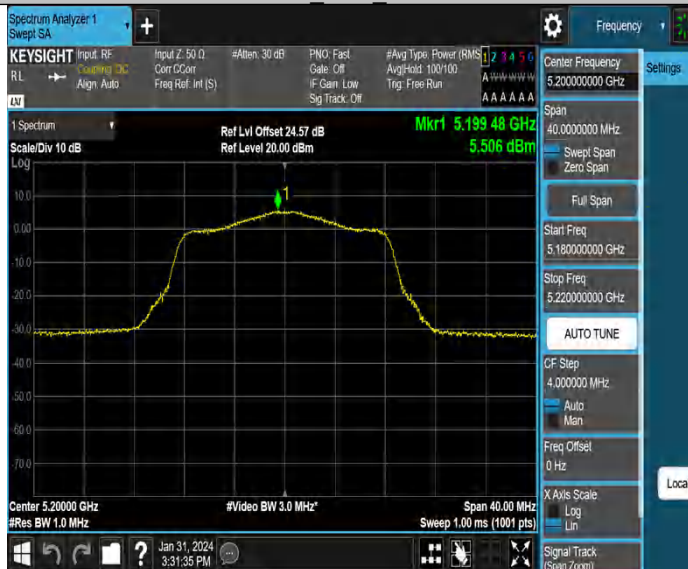 Spectrum Analyzer 1
Swept SA
Frequency
KEYSIGHT
RL
Input: RF
Coupling: DC
Align: Auto
Input Z: 50 Ω
Corr CCorr
Freq Ref: Int (S)
#Atten: 30 dB
PNO: Fast
Gate: Off
IF Gain: Low
Sig Track: Off
#Avg Type: Power (RMS
Avg|Hold: 100/100
Trig: Free Run
1 2 3 4 5 6
A W W W W W
A A A A A A
LXI
1 Spectrum
Scale/Div 10 dB
Log
Ref Lvl Offset 24.57 dB
Ref Level 20.00 dBm
Mkr1 5.199 48 GHz
5.506 dBm
1
10.0
0.00
-10.0
-20.0
-30.0
-40.0
-50.0
-60.0
-70.0
Center 5.20000 GHz
#Res BW 1.0 MHz
#Video BW 3.0 MHz*
Span 40.00 MHz
Sweep 1.00 ms (1001 pts)
Jan 31, 2024
3:31:35 PM
Center Frequency
5.200000000 GHz
Settings
Span
40.0000000 MHz
Swept Span
Zero Span
Full Span
Start Freq
5.180000000 GHz
Stop Freq
5.220000000 GHz
AUTO TUNE
CF Step
4.000000 MHz
Auto
Man
Freq Offset
0 Hz
X Axis Scale
Log
Lin
Loca
Signal Track
(Span Zoom)